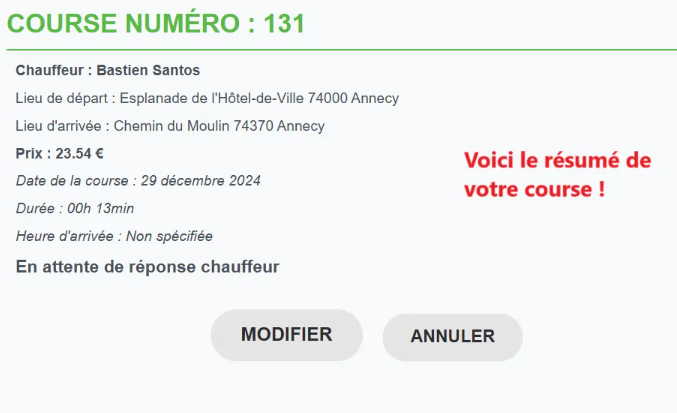 COURSE NUMÉRO : 131
Chauffeur : Bastien Santos
Lieu de départ : Esplanade de l'Hôtel-de-Ville 74000 Annecy
Lieu d'arrivée : Chemin du Moulin 74370 Annecy
Prix : 23.54 €
Date de la course : 29 décembre 2024
Durée : 00h 13min
Heure d'arrivée : Non spécifiée
En attente de réponse chauffeur
Voici le résumé de
votre course !
MODIFIER
ANNULER